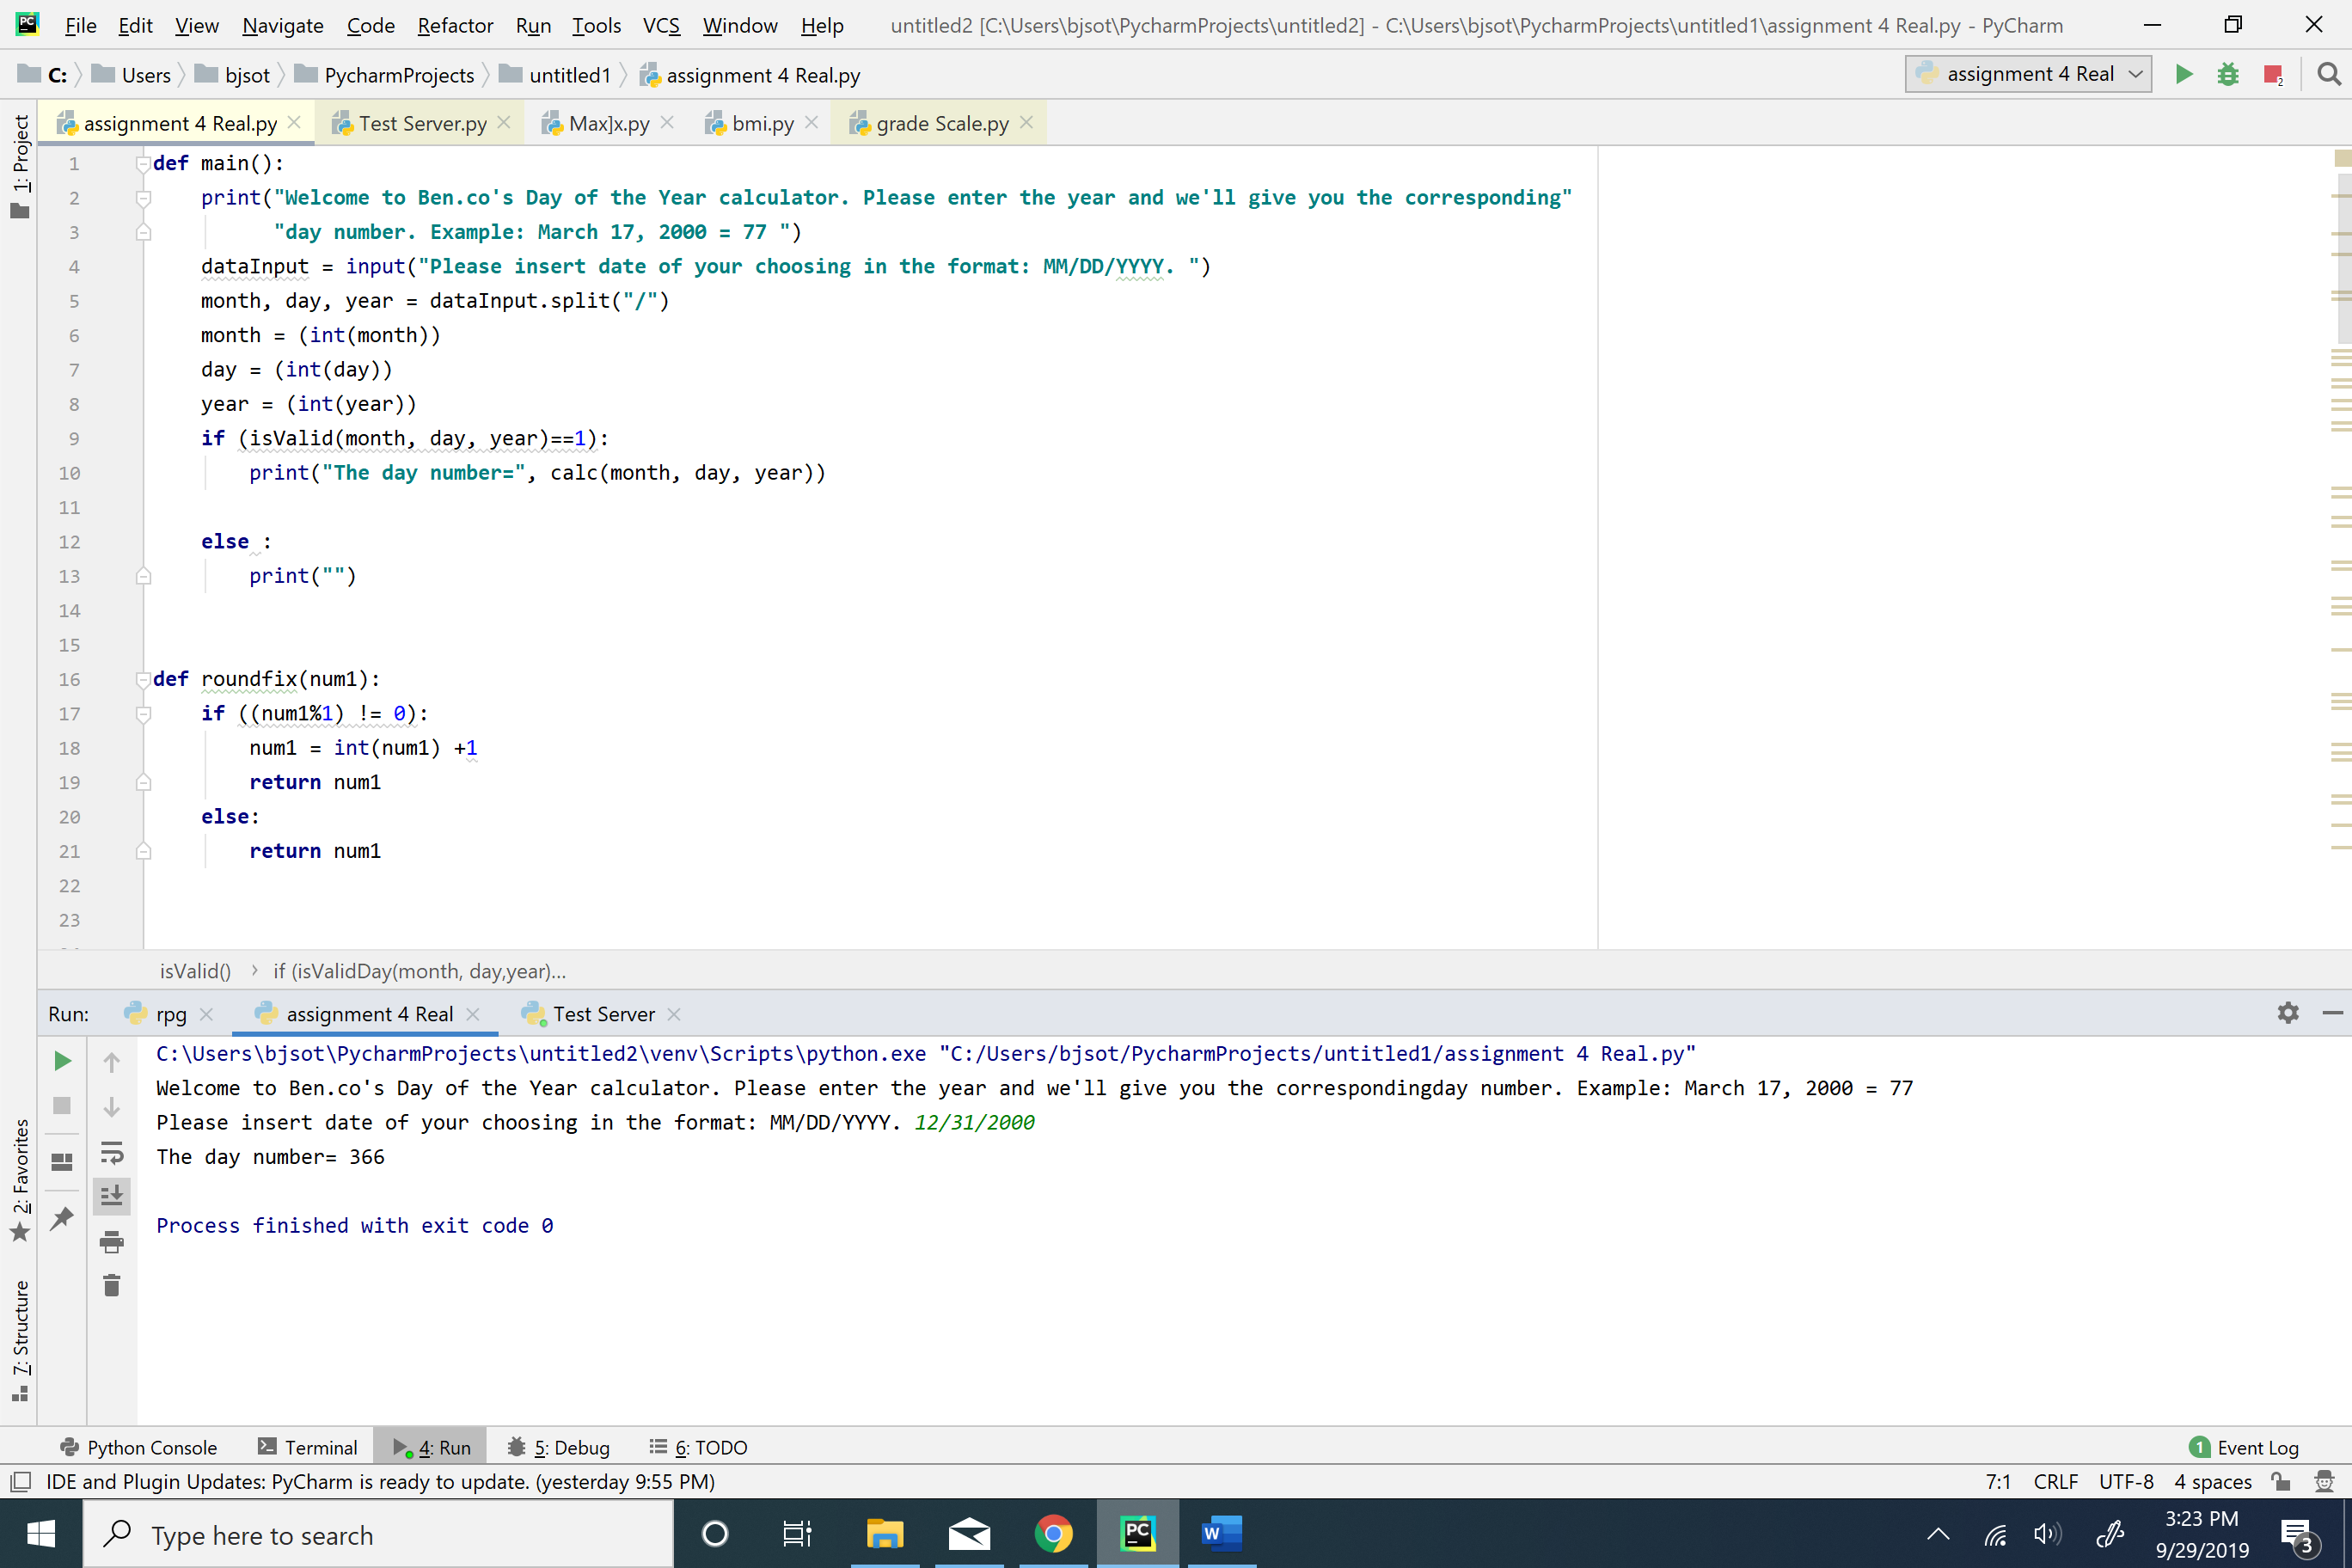 File Edit View Navigate Code Refactor Run Tools VCS Window Help untitled2 [C:\Users\bjsot\PycharmProjects\untitled2] - C:\Users\bjsot\PycharmProjects\untitled1\assignment 4 Real.py - PyCharm
C: Users bjsot PycharmProjects untitled1 assignment 4 Real.py assignment 4 Real 2
assignment 4 Real.py Test Server.py Max]x.py bmi.py grade Scale.py
1: Project
1 def main():
2 print("Welcome to Ben.co's Day of the Year calculator. Please enter the year and we'll give you the corresponding"
3 "day number. Example: March 17, 2000 = 77 ")
4 dataInput = input("Please insert date of your choosing in the format: MM/DD/YYYY. ")
5 month, day, year = dataInput.split("/")
6 month = (int(month))
7 day = (int(day))
8 year = (int(year))
9 if (isValid(month, day, year)==1):
10 print("The day number=", calc(month, day, year))
11
12 else :
13 print("")
14
15
16 def roundfix(num1):
17 if ((num1%1) != 0):
18 num1 = int(num1) +1
19 return num1
20 else:
21 return num1
22
23
isValid() › if (isValidDay(month, day,year)...
Run: rpg assignment 4 Real Test Server
C:\Users\bjsot\PycharmProjects\untitled2\venv\Scripts\python.exe "C:/Users/bjsot/PycharmProjects/untitled1/assignment 4 Real.py"
Welcome to Ben.co's Day of the Year calculator. Please enter the year and we'll give you the correspondingday number. Example: March 17, 2000 = 77
Please insert date of your choosing in the format: MM/DD/YYYY. 12/31/2000
The day number= 366
Process finished with exit code 0
2: Favorites
7: Structure
Python Console Terminal 4: Run 5: Debug 6: TODO 1 Event Log
IDE and Plugin Updates: PyCharm is ready to update. (yesterday 9:55 PM) 7:1 CRLF UTF-8 4 spaces
Type here to search PC W 3:23 PM
9/29/2019 3